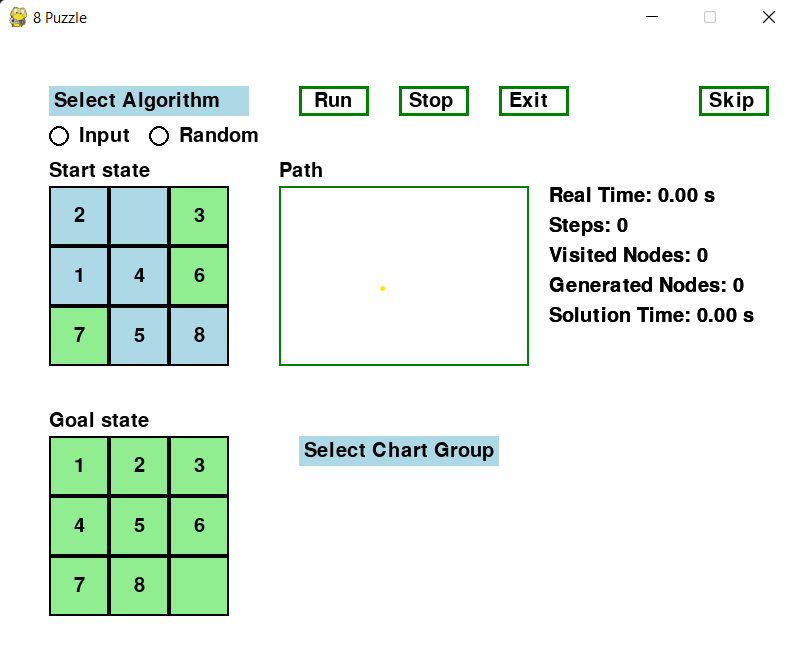 8 Puzzle
Select Algorithm Run Stop Exit Skip
Input Random
Start state Path
2 3
1 4 6
7 5 8
Real Time: 0.00 s
Steps: 0
Visited Nodes: 0
Generated Nodes: 0
Solution Time: 0.00 s
Goal state
1 2 3
4 5 6
7 8
Select Chart Group